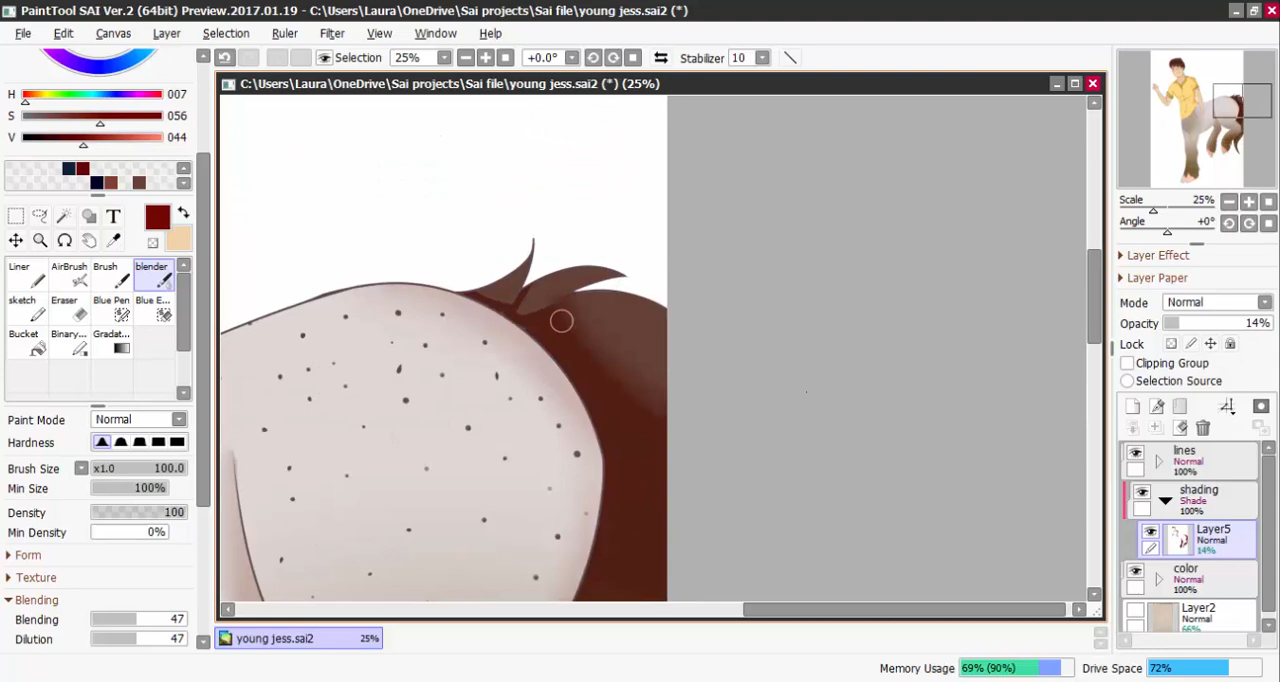 PaintTool SAI Ver.2 (64bit) Preview.2017.01.19 - C:\Users\Laura\OneDrive\Sai projects\Sai file\young jess.sai2 (*)
File Edit Canvas Layer Selection Ruler Filter View Window Help
Selection 25% +0.0° Stabilizer 10
C:\Users\Laura\OneDrive\Sai projects\Sai file\young jess.sai2 (*) (25%)
H 007
S 056
V 044
T
Liner AirBrush Brush blender
sketch Eraser Blue Pen Blue E...
Bucket Binary... Gradat...
Paint Mode Normal
Hardness
Brush Size x1.0 100.0
Min Size 100%
Density 100
Min Density 0%
Form
Texture
Blending
Blending 47
Dilution 47
Scale 25%
Angle +0°
Layer Effect
Layer Paper
Mode Normal
Opacity 14%
Lock
Clipping Group
Selection Source
lines
Normal
100%
shading
Shade
100%
Layer5
Normal
14%
color
Normal
100%
Layer2
Normal
66%
young jess.sai2 25%
Memory Usage 69% (90%) Drive Space 72%